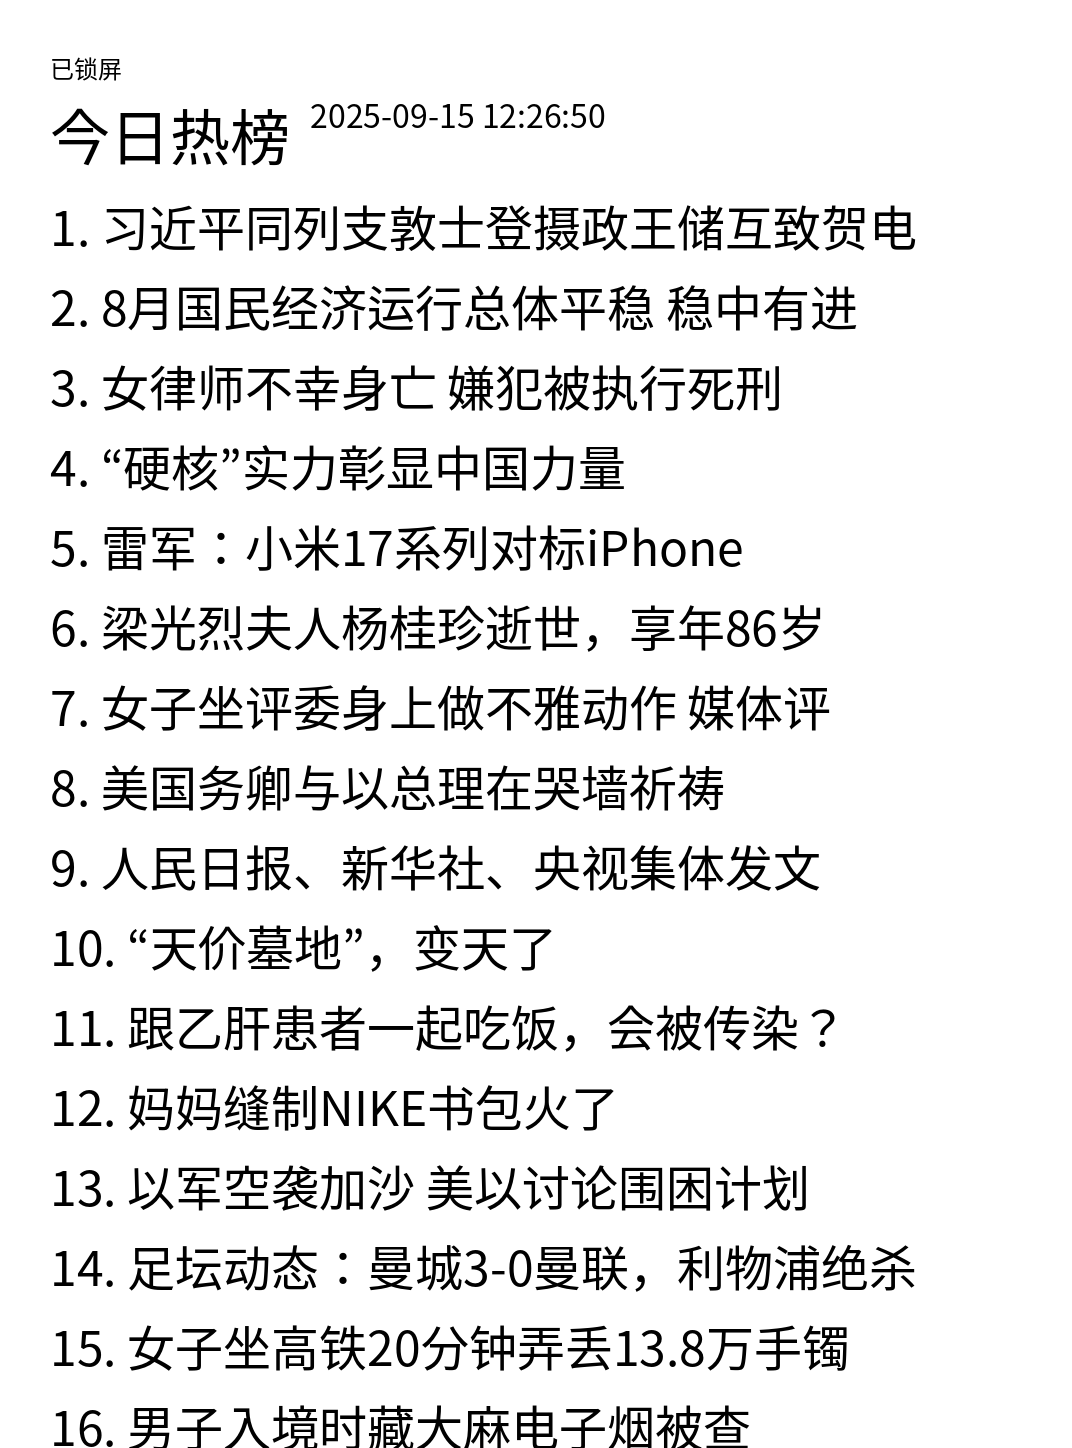 已锁屏
今日热榜 2025-09-15 12:26:50
1. 习近平同列支敦士登摄政王储互致贺电
2. 8月国民经济运行总体平稳 稳中有进
3. 女律师不幸身亡 嫌犯被执行死刑
4. “硬核”实力彰显中国力量
5. 雷军：小米17系列对标iPhone
6. 梁光烈夫人杨桂珍逝世，享年86岁
7. 女子坐评委身上做不雅动作 媒体评
8. 美国务卿与以总理在哭墙祈祷
9. 人民日报、新华社、央视集体发文
10. “天价墓地”，变天了
11. 跟乙肝患者一起吃饭，会被传染？
12. 妈妈缝制NIKE书包火了
13. 以军空袭加沙 美以讨论围困计划
14. 足坛动态：曼城3-0曼联，利物浦绝杀
15. 女子坐高铁20分钟弄丢13.8万手镯
16. 男子入境时藏大麻电子烟被查